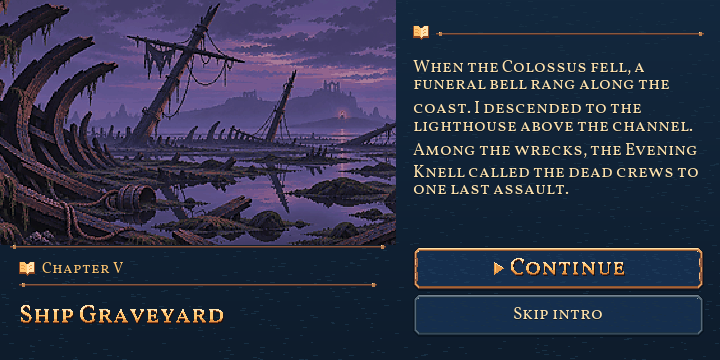 Chapter V
Ship Graveyard
When the Colossus fell, a
funeral bell rang along the
coast. I descended to the
lighthouse above the channel.
Among the wrecks, the Evening
Knell called the dead crews to
one last assault.
Continue
Skip intro